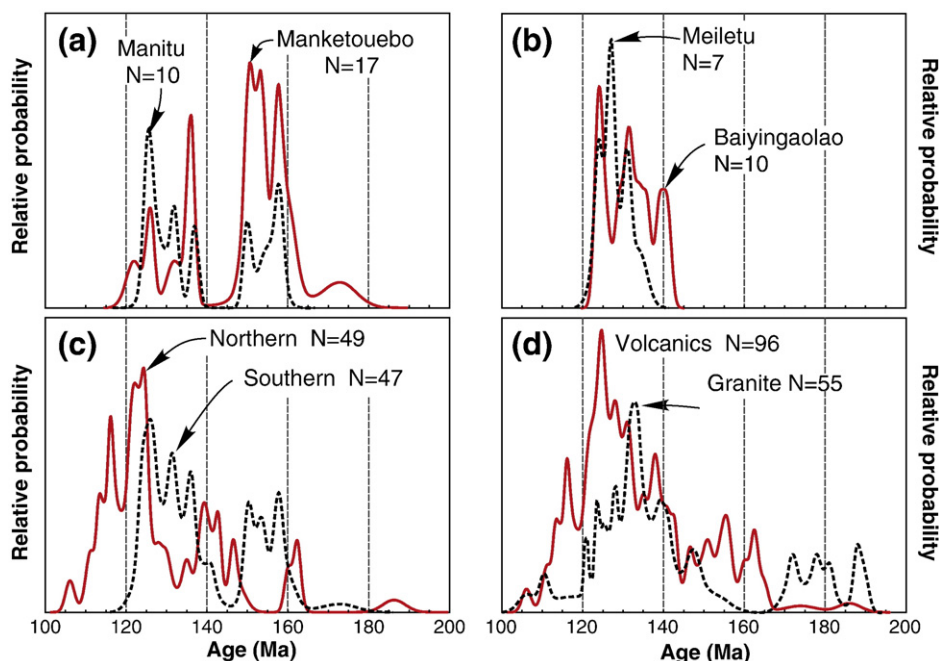 (a)
Manitu
N=10
Manketouebo
N=17
Relative probability
(b)
Meiletu
N=7
Baiyingaolao
N=10
Relative probability
(c)
Northern N=49
Southern N=47
Relative probability
100 120 140 160 180 200
Age (Ma)
(d)
Volcanics N=96
Granite N=55
Relative probability
100 120 140 160 180 200
Age (Ma)